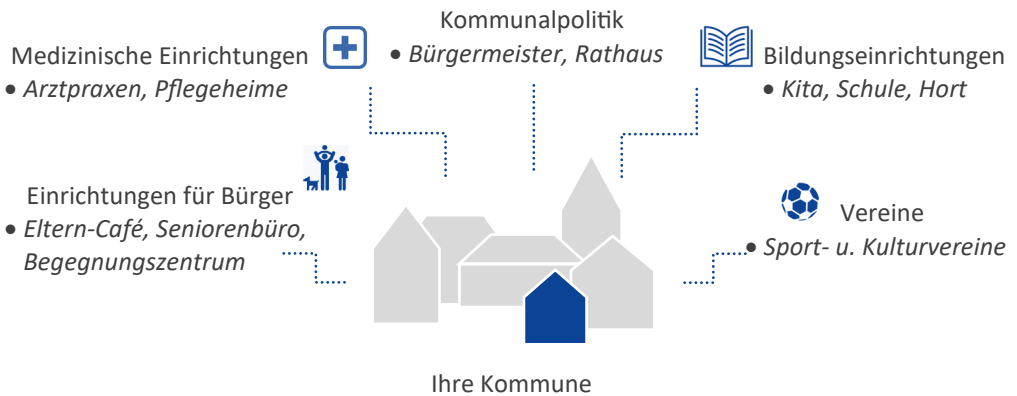 Kommunalpolitik
• Bürgermeister, Rathaus
Medizinische Einrichtungen
• Arztpraxen, Pflegeheime
Bildungseinrichtungen
• Kita, Schule, Hort
Einrichtungen für Bürger
• Eltern-Café, Seniorenbüro,
Begegnungszentrum
Vereine
• Sport- u. Kulturvereine
Ihre Kommune